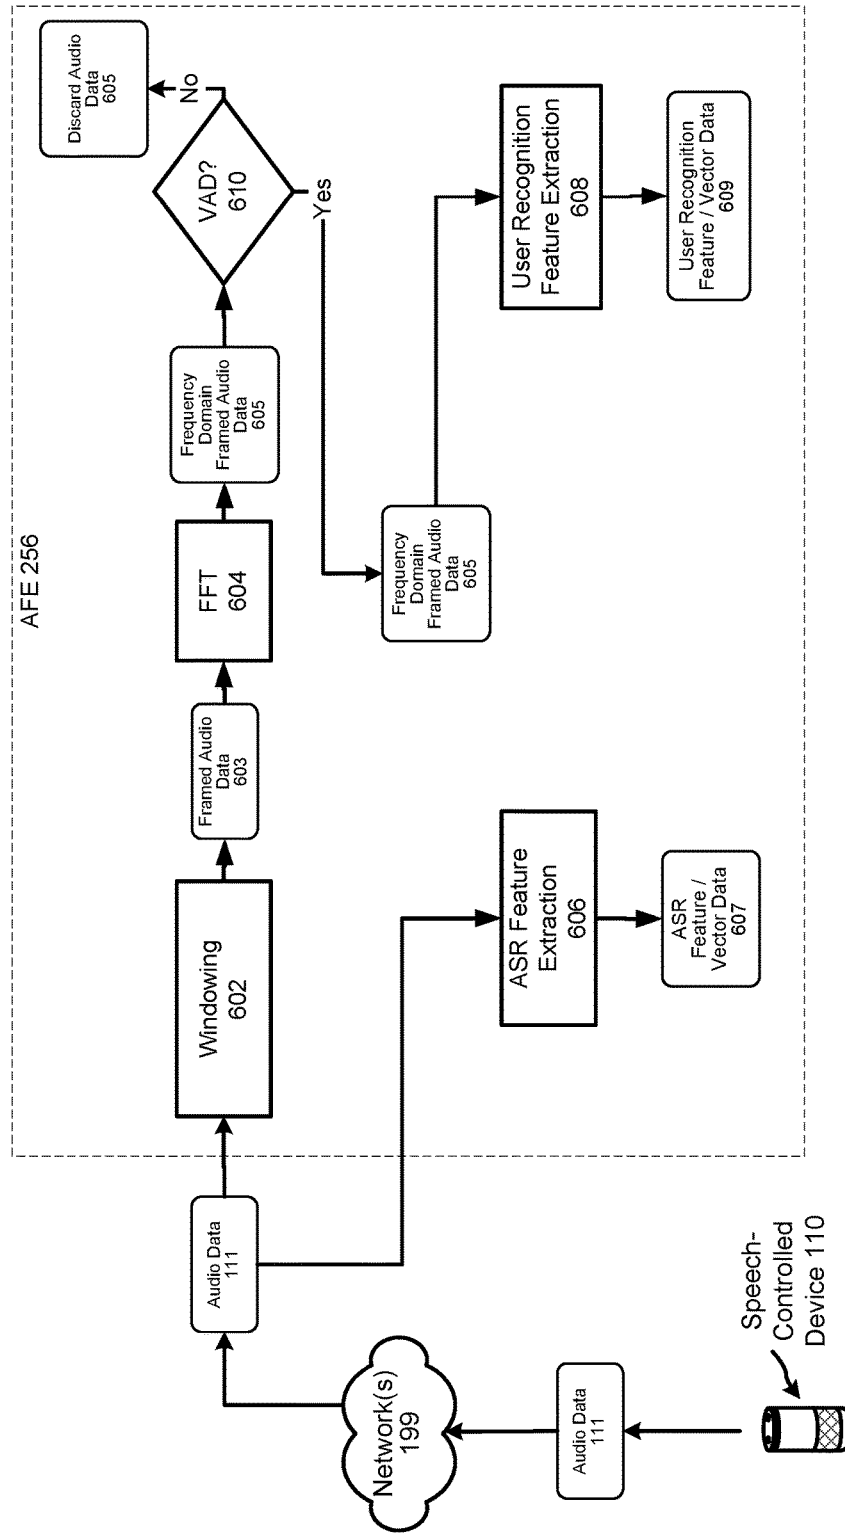 AFE 256
Discard Audio
Data
605
No
VAD?
610
Yes
Frequency
Domain
Framed Audio
Data
605
FFT
604
Framed Audio
Data
603
Windowing
602
Audio Data
111
Frequency
Domain
Framed Audio
Data
605
User Recognition
Feature Extraction
608
User Recognition
Feature / Vector Data
609
ASR Feature
Extraction
606
ASR
Feature /
Vector Data
607
Network(s)
199
Audio Data
111
Speech-
Controlled
Device 110